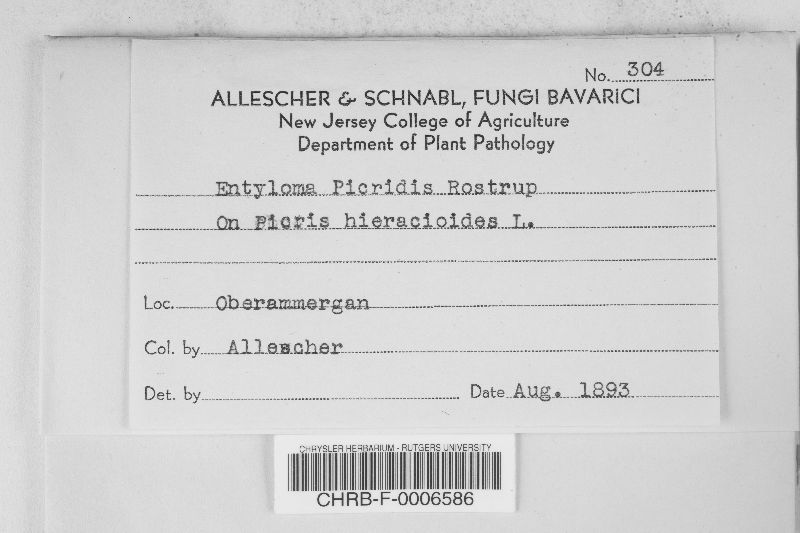 No. 304
ALLESCHER & SCHNABL, FUNGI BAVARICI
New Jersey College of Agriculture
Department of Plant Pathology
Entyloma Picridis Rostrup
On Picris hieracioides L.
Loc. Oberammergan
Col. by Allescher
Det. by
Date Aug. 1893
CHRYSLER HERBARIUM - RUTGERS UNIVERSITY
CHRB-F-0006586